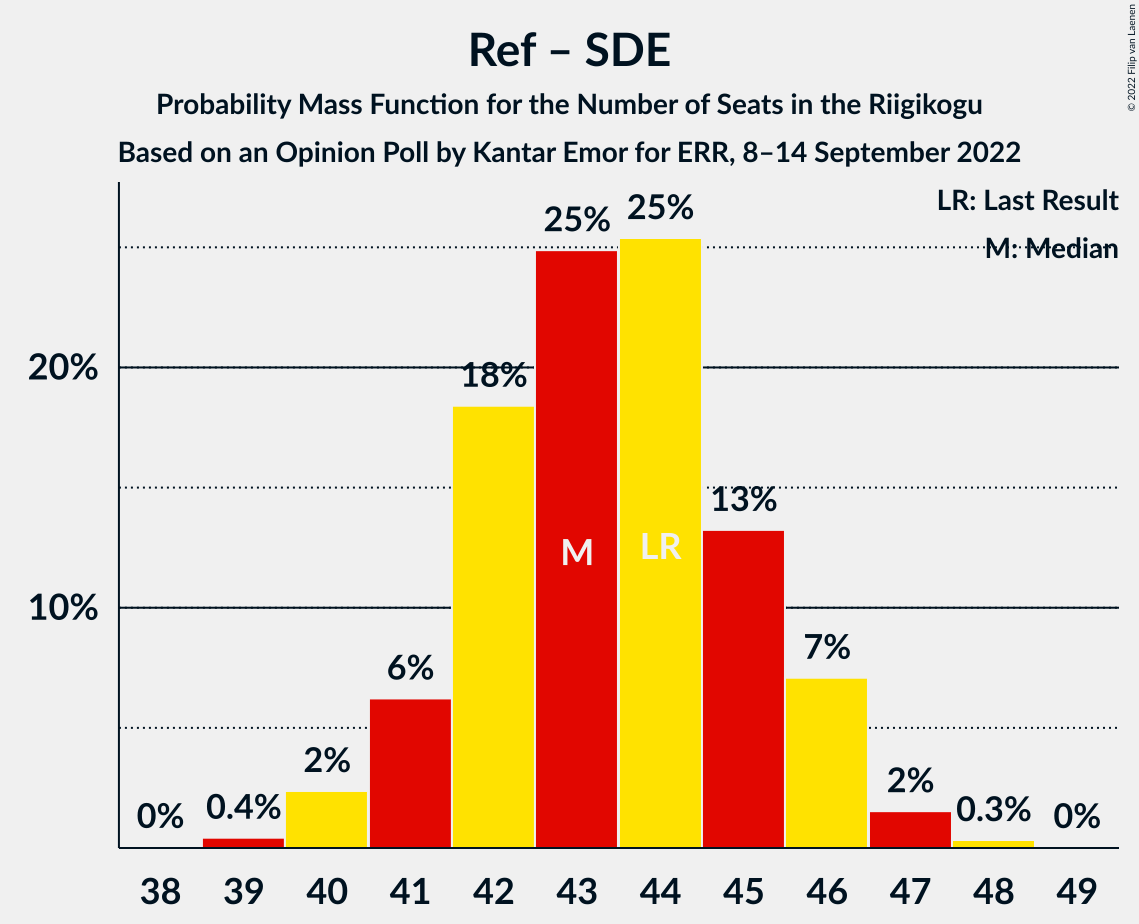 Ref – SDE
Probability Mass Function for the Number of Seats in the Riigikogu
Based on an Opinion Poll by Kantar Emor for ERR, 8–14 September 2022
© 2022 Filip van Laenen
LR: Last Result
M: Median
25% 25%
20%
18%
13%
M LR
10%
7%
6%
2% 2%
0% 0.4% 0.3% 0%
38 39 40 41 42 43 44 45 46 47 48 49